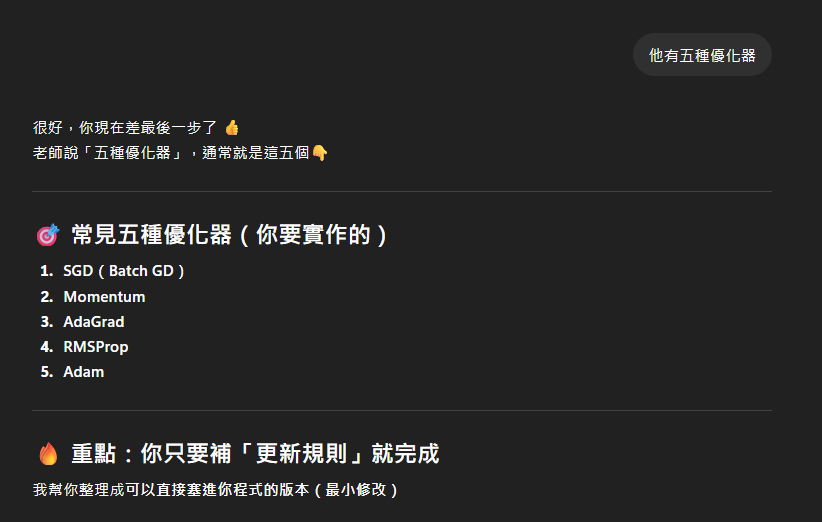 他有五種優化器
很好，你現在差最後一步了 👍
老師說「五種優化器」，通常就是這五個👇
🎯 常見五種優化器（你要實作的）
1. SGD（Batch GD）
2. Momentum
3. AdaGrad
4. RMSProp
5. Adam
🔥 重點：你只要補「更新規則」就完成
我幫你整理成可以直接塞進你程式的版本（最小修改）